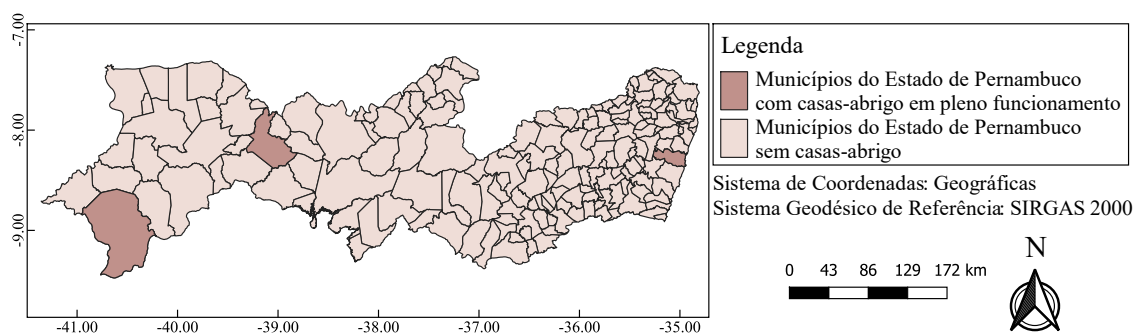 -7.00
-8.00
-9.00
-41.00
-40.00
-39.00
-38.00
-37.00
-36.00
-35.00
Legenda
Municípios do Estado de Pernambuco
com casas-abrigo em pleno funcionamento
Municípios do Estado de Pernambuco
sem casas-abrigo
Sistema de Coordenadas: Geográficas
Sistema Geodésico de Referência: SIRGAS 2000
N
0 43 86 129 172 km